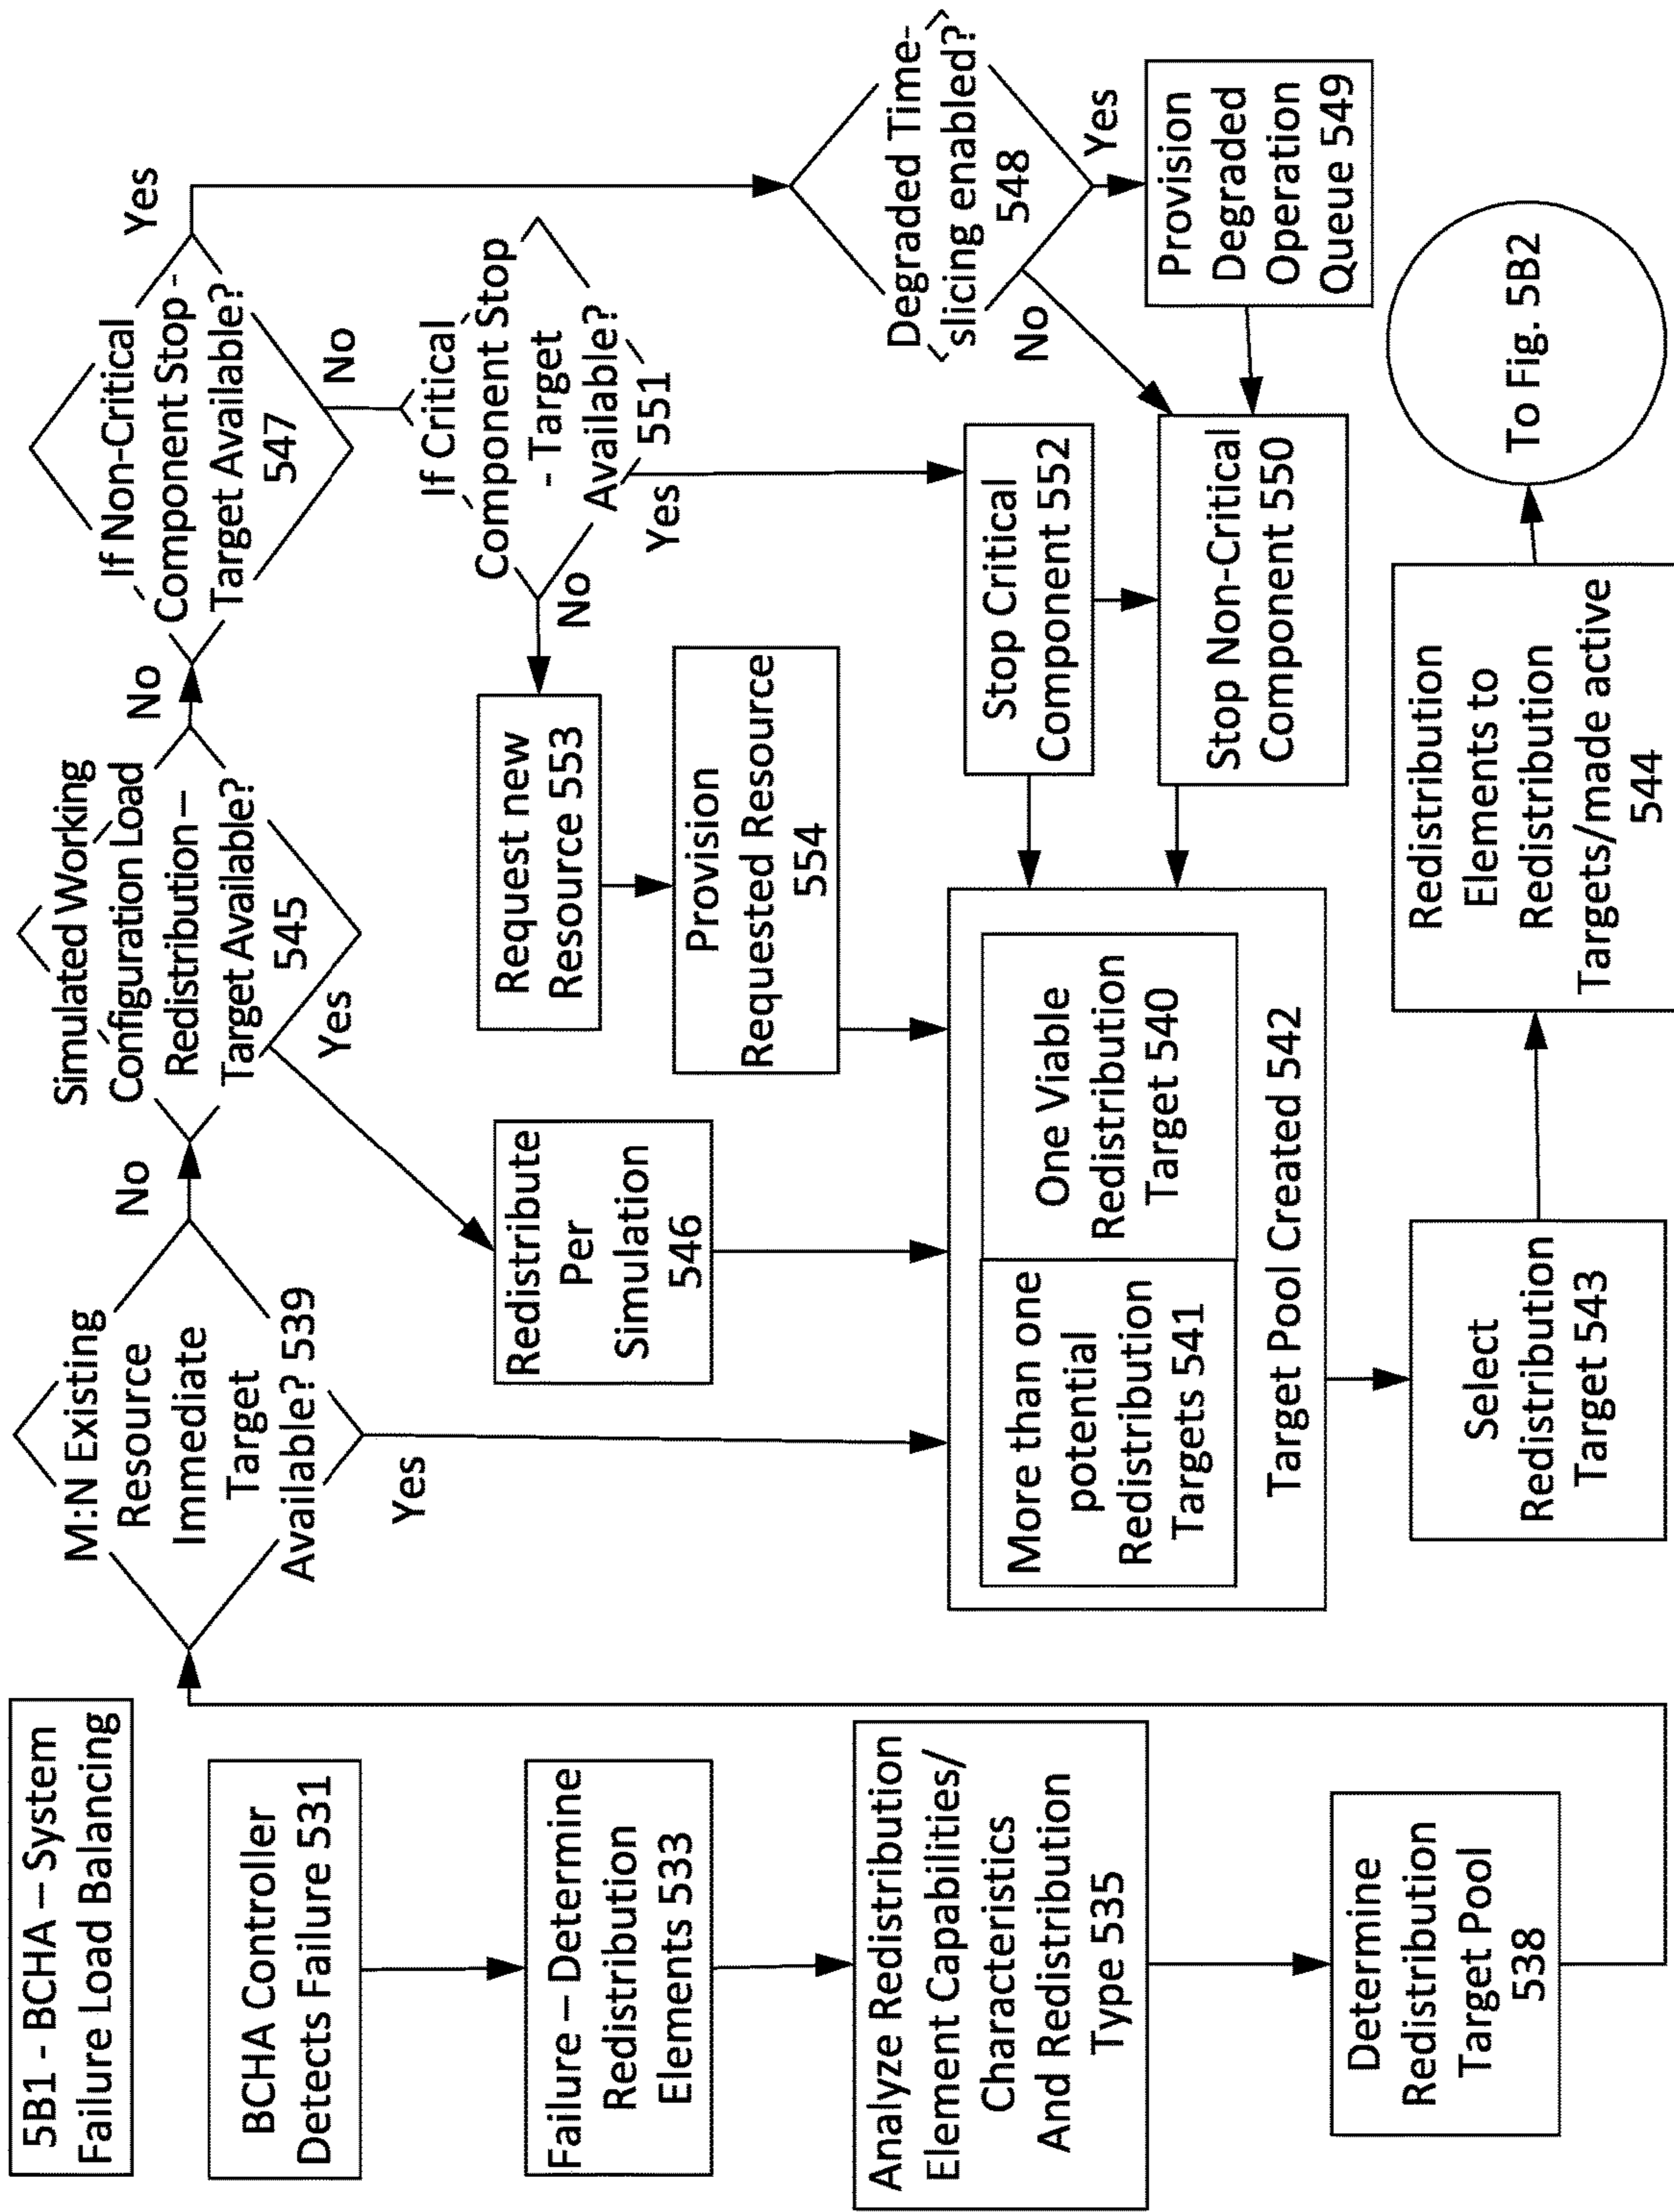 5B1 - BCHA – System
Failure Load Balancing
BCHA Controller
Detects Failure 531
Failure – Determine
Redistribution
Elements 533
Analyze Redistribution
Element Capabilities/
Characteristics
And Redistribution
Type 535
Determine
Redistribution
Target Pool
538
M:N Existing
Resource
Immediate
Target
Available? 539
No
Yes
Simulated Working
Configuration Load
Redistribution –
Target Available?
545
No
Yes
If Non-Critical
Component Stop -
Target Available?
547
Yes
No
If Critical
Component Stop
- Target
Available?
551
No
Yes
Degraded Time-
slicing enabled?
548
No
Yes
Provision
Degraded
Operation
Queue 549
Redistribute
Per
Simulation
546
Request new
Resource 553
Provision
Requested Resource
554
Stop Critical
Component 552
Stop Non-Critical
Component 550
More than one
potential
Redistribution
Targets 541
One Viable
Redistribution
Target 540
Target Pool Created 542
Select
Redistribution
Target 543
Redistribution
Elements to
Redistribution
Targets/made active
544
To Fig. 5B2